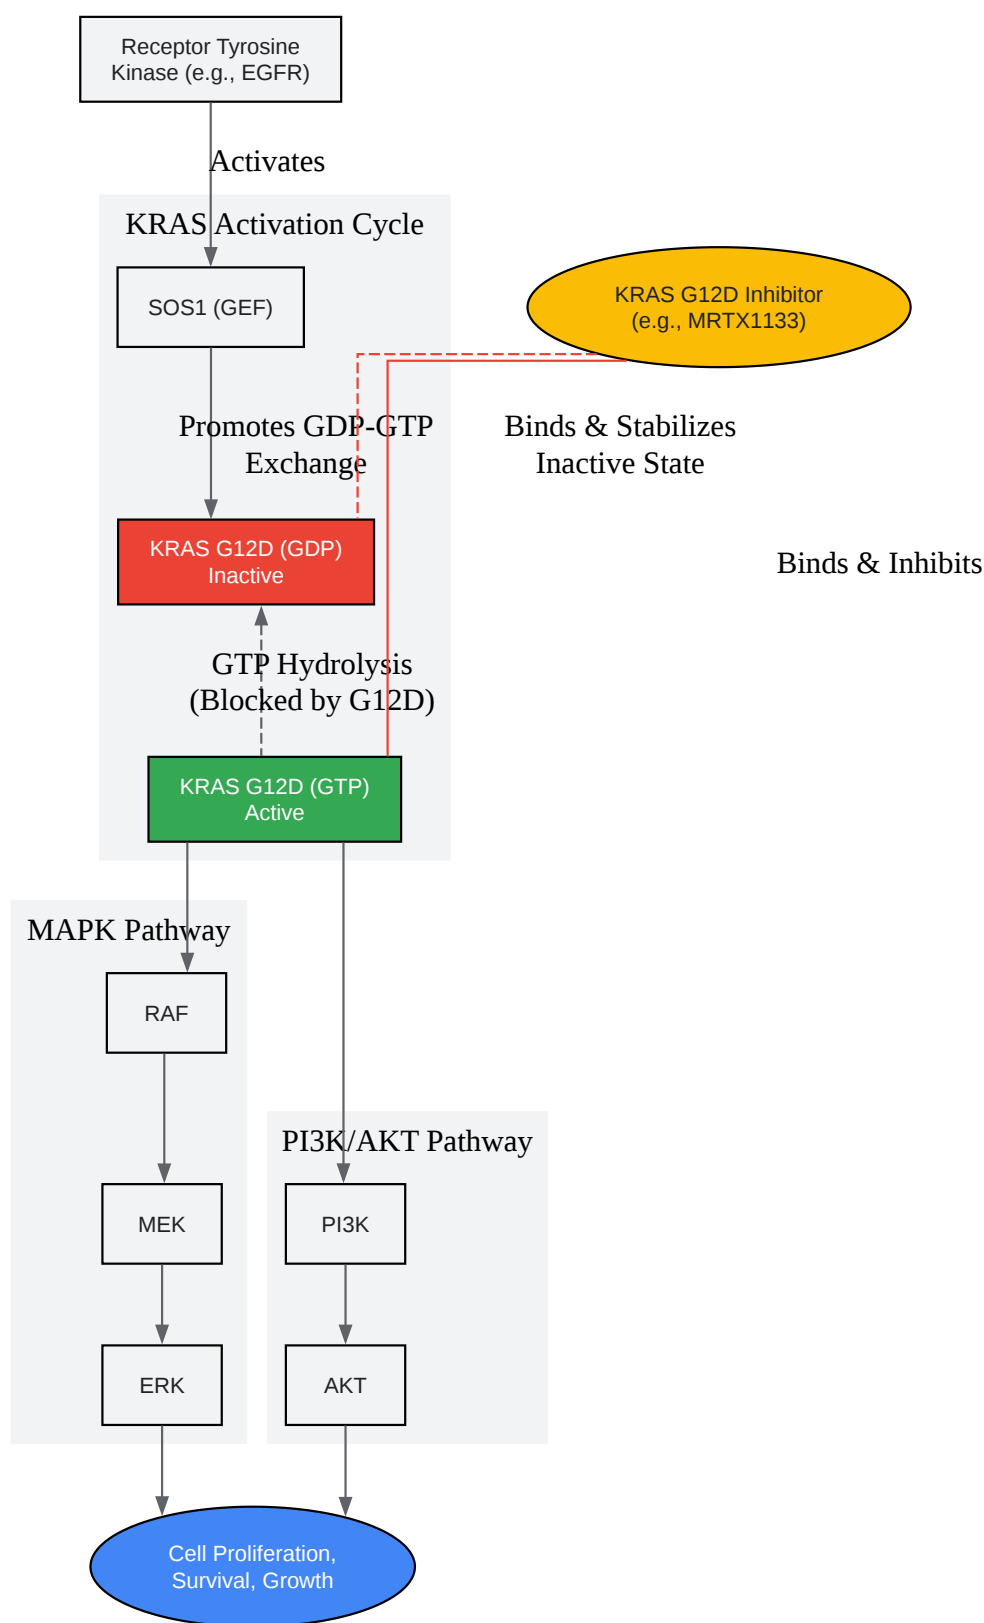 Receptor Tyrosine
Kinase (e.g., EGFR)
Activates
KRAS Activation Cycle
SOS1 (GEF)
KRAS G12D Inhibitor
(e.g., MRTX1133)
Promotes GDP-GTP
Exchange
Binds & Stabilizes
Inactive State
KRAS G12D (GDP)
Inactive
Binds & Inhibits
GTP Hydrolysis
(Blocked by G12D)
KRAS G12D (GTP)
Active
MAPK Pathway
RAF
PI3K/AKT Pathway
MEK
PI3K
ERK
AKT
Cell Proliferation,
Survival, Growth